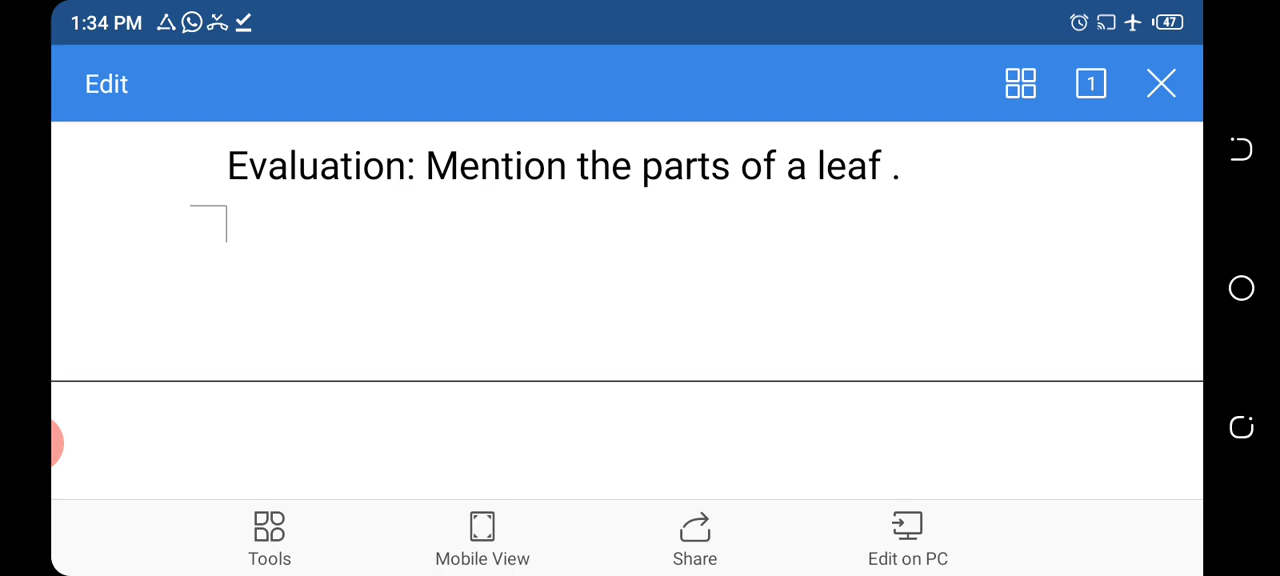 1:34 PM 47
Edit 1
Evaluation: Mention the parts of a leaf .
Tools Mobile View Share Edit on PC